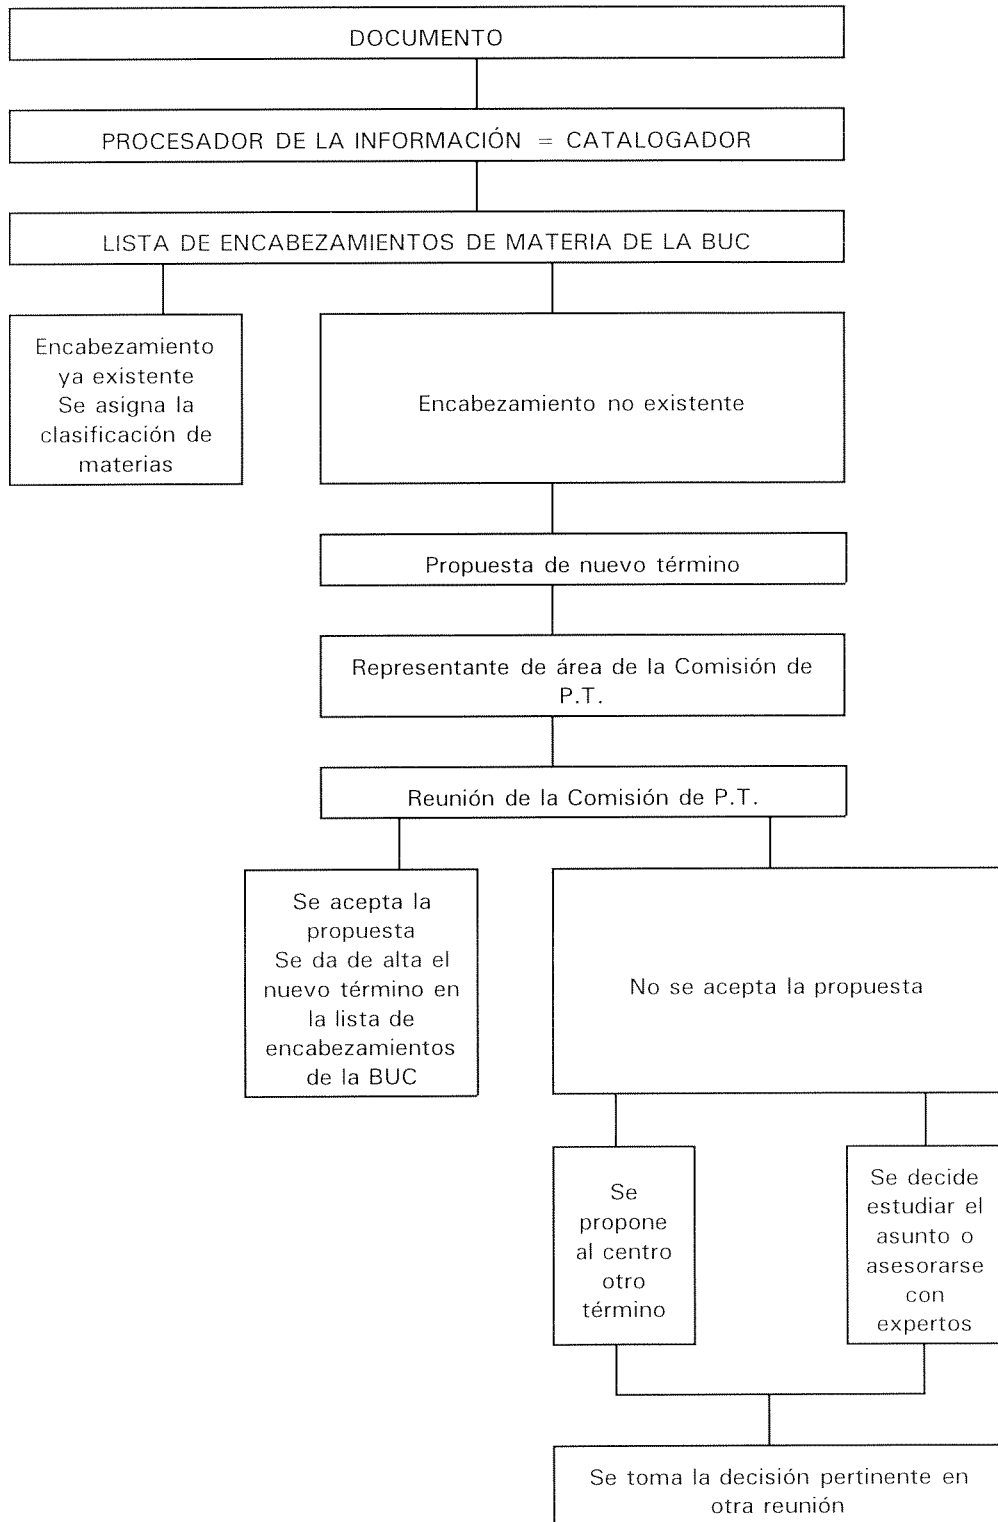 DOCUMENTO
PROCESADOR DE LA INFORMACIÓN = CATALOGADOR
LISTA DE ENCABEZAMIENTOS DE MATERIA DE LA BUC
Encabezamiento
ya existente
Se asigna la
clasificación de
materias
Encabezamiento no existente
Propuesta de nuevo término
Representante de área de la Comisión de
P.T.
Reunión de la Comisión de P.T.
Se acepta la
propuesta
Se da de alta el
nuevo término en
la lista de
encabezamientos
de la BUC
No se acepta la propuesta
Se
propone
al centro
otro
término
Se decide
estudiar el
asunto o
asesorarse
con
expertos
Se toma la decisión pertinente en
otra reunión